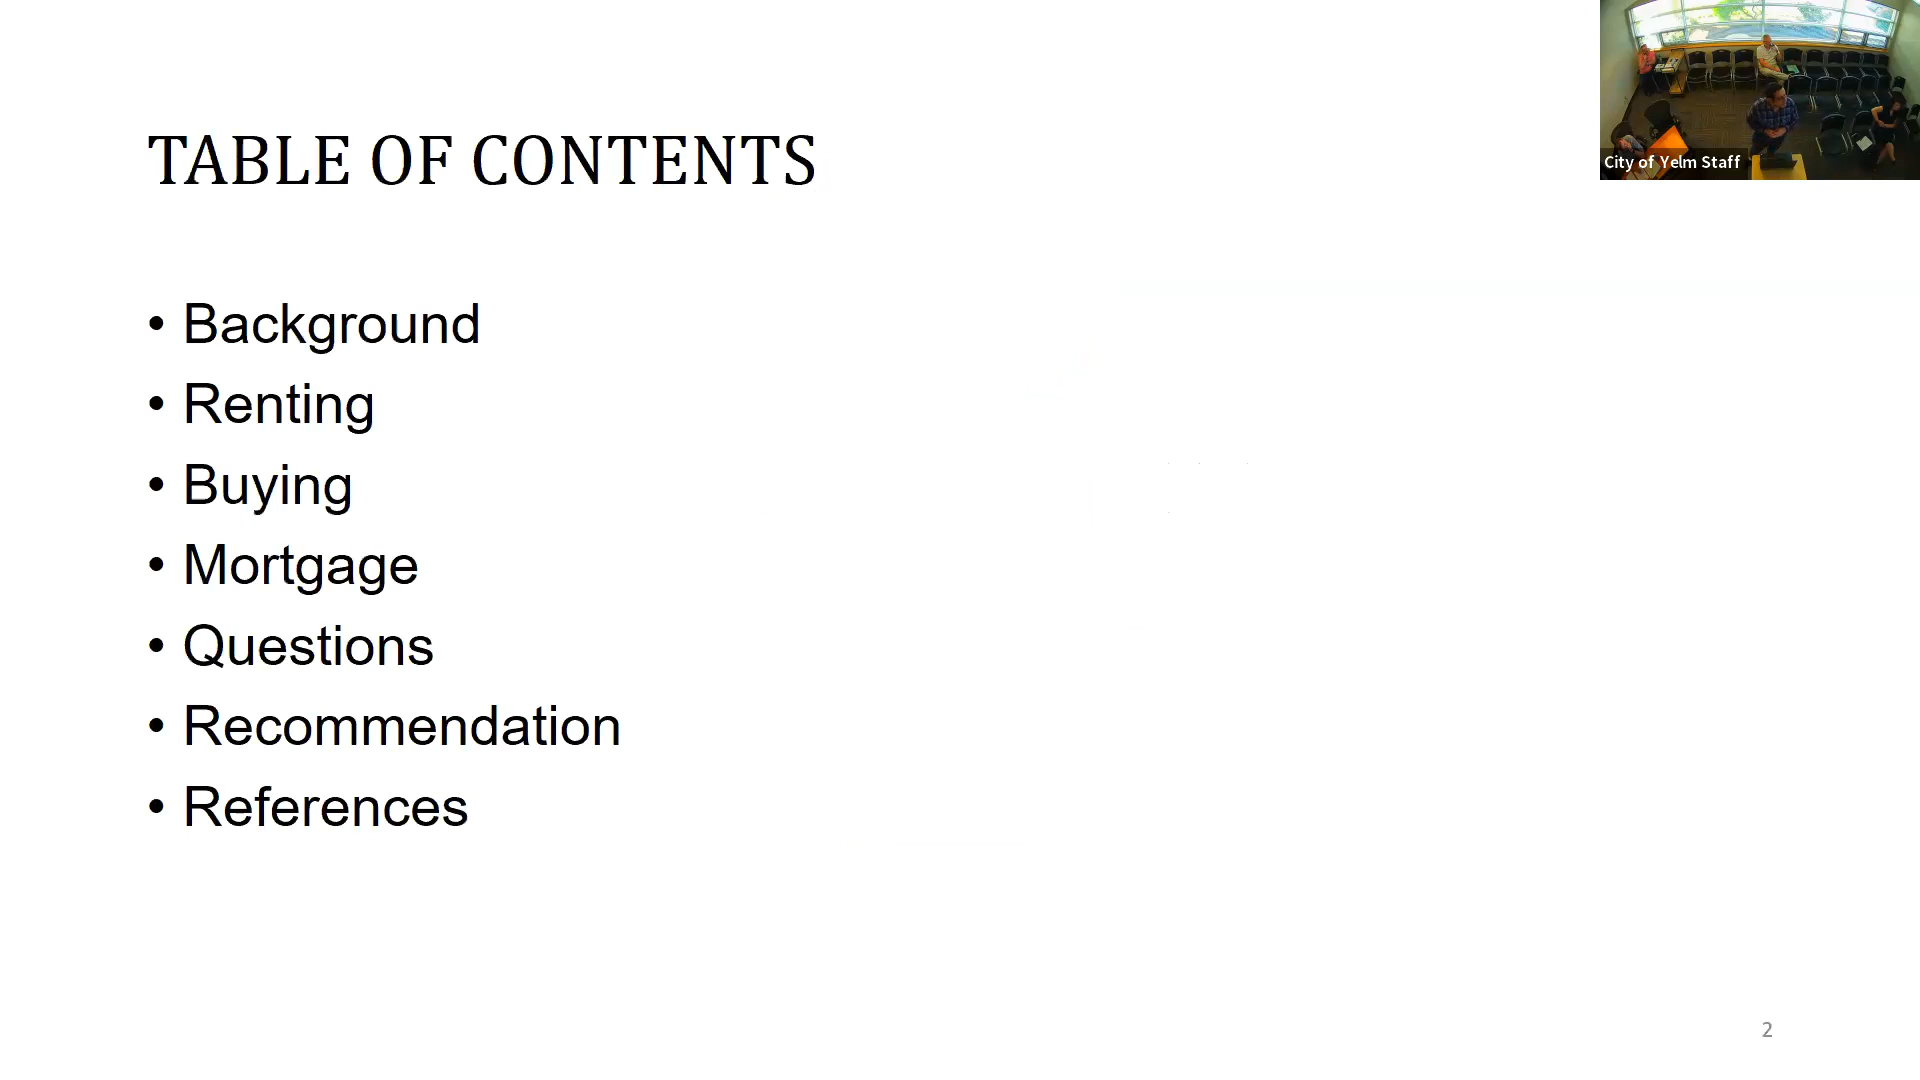 TABLE OF CONTENTS
• Background
• Renting
• Buying
• Mortgage
• Questions
• Recommendation
• References
City of Yelm Staff
2